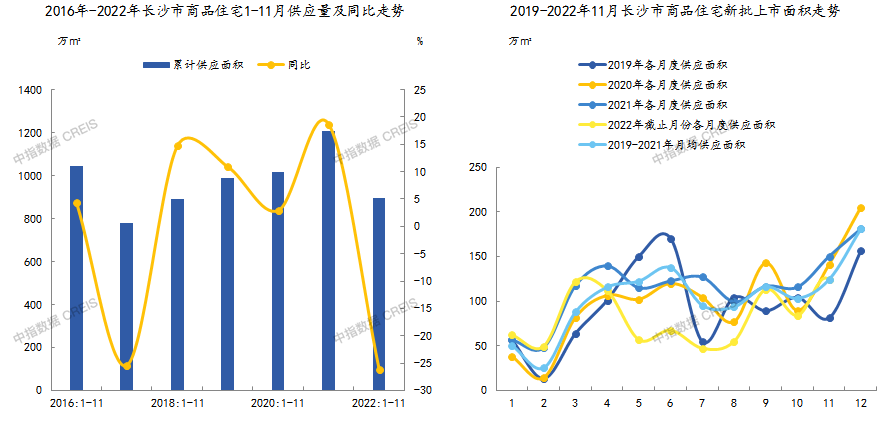 2016年-2022年长沙市商品住宅1-11月供应量及同比走势
万㎡
%
累计供应面积
同比
1400
1200
1000
800
600
400
200
0
25
20
15
10
5
0
-5
-10
-15
-20
-25
-30
2016:1-11
2018:1-11
2020:1-11
2022:1-11
中指数据 CREIS
中指数据 CREIS
中指数据 CREIS
中指数据 CREIS
2019-2022年11月长沙市商品住宅新批上市面积走势
万㎡
2019年各月度供应面积
2020年各月度供应面积
2021年各月度供应面积
2022年截止月份各月度供应面积
2019-2021年月均供应面积
250
200
150
100
50
0
1 2 3 4 5 6 7 8 9 10 11 12
中指数据 CREIS
中指数据 CREIS